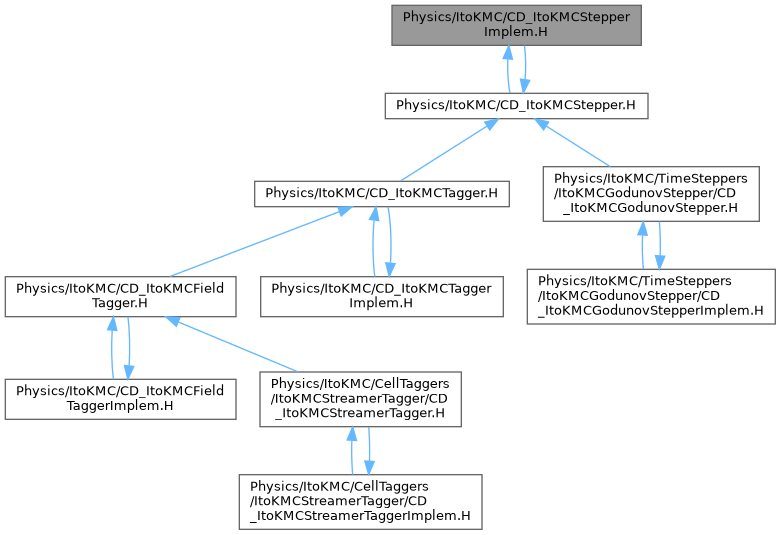 Physics/ItoKMC/CD_ItoKMCStepper
Implem.H
Physics/ItoKMC/CD_ItoKMCStepper.H
Physics/ItoKMC/CD_ItoKMCTagger.H
Physics/ItoKMC/TimeSteppers
/ItoKMCGodunovStepper/CD
_ItoKMCGodunovStepper.H
Physics/ItoKMC/CD_ItoKMCField
Tagger.H
Physics/ItoKMC/CD_ItoKMCTagger
Implem.H
Physics/ItoKMC/TimeSteppers
/ItoKMCGodunovStepper/CD
_ItoKMCGodunovStepperImplem.H
Physics/ItoKMC/CD_ItoKMCField
TaggerImplem.H
Physics/ItoKMC/CellTaggers
/ItoKMCStreamerTagger/CD
_ItoKMCStreamerTagger.H
Physics/ItoKMC/CellTaggers
/ItoKMCStreamerTagger/CD
_ItoKMCStreamerTaggerImplem.H